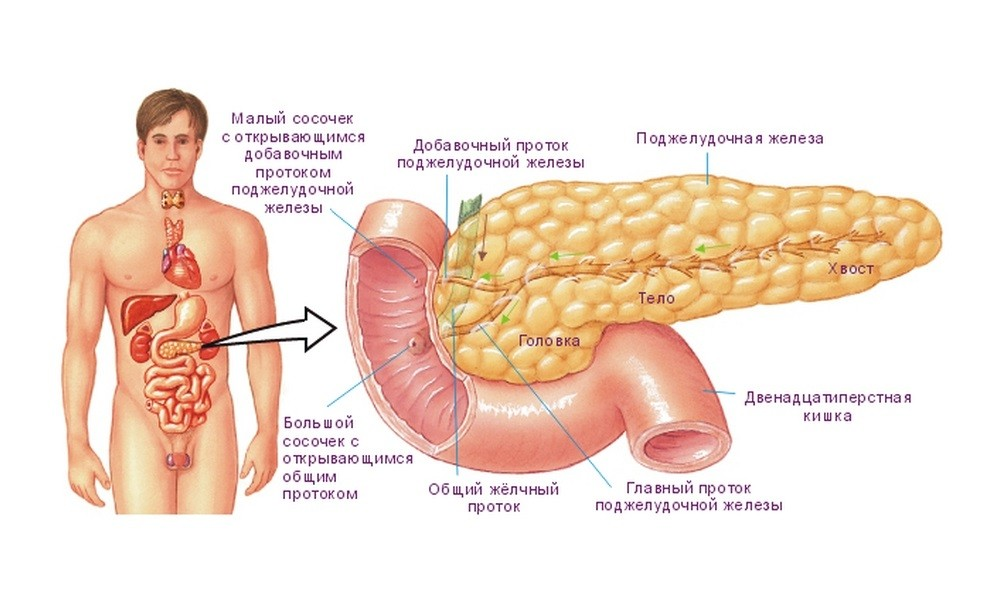 Малый сосочек
с открывающимся
добавочным
протоком
поджелудочной
железы
Добавочный проток
поджелудочной железы
Поджелудочная железа
Хвост
Тело
Головка
Двенадцатиперстная
кишка
Большой
сосочек с
открывающимся
общим
протоком
Общий жёлчный
проток
Главный проток
поджелудочной железы